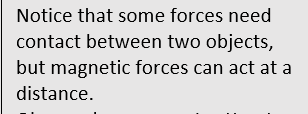 Notice that some forces need
contact between two objects,
but magnetic forces can act at a
distance.